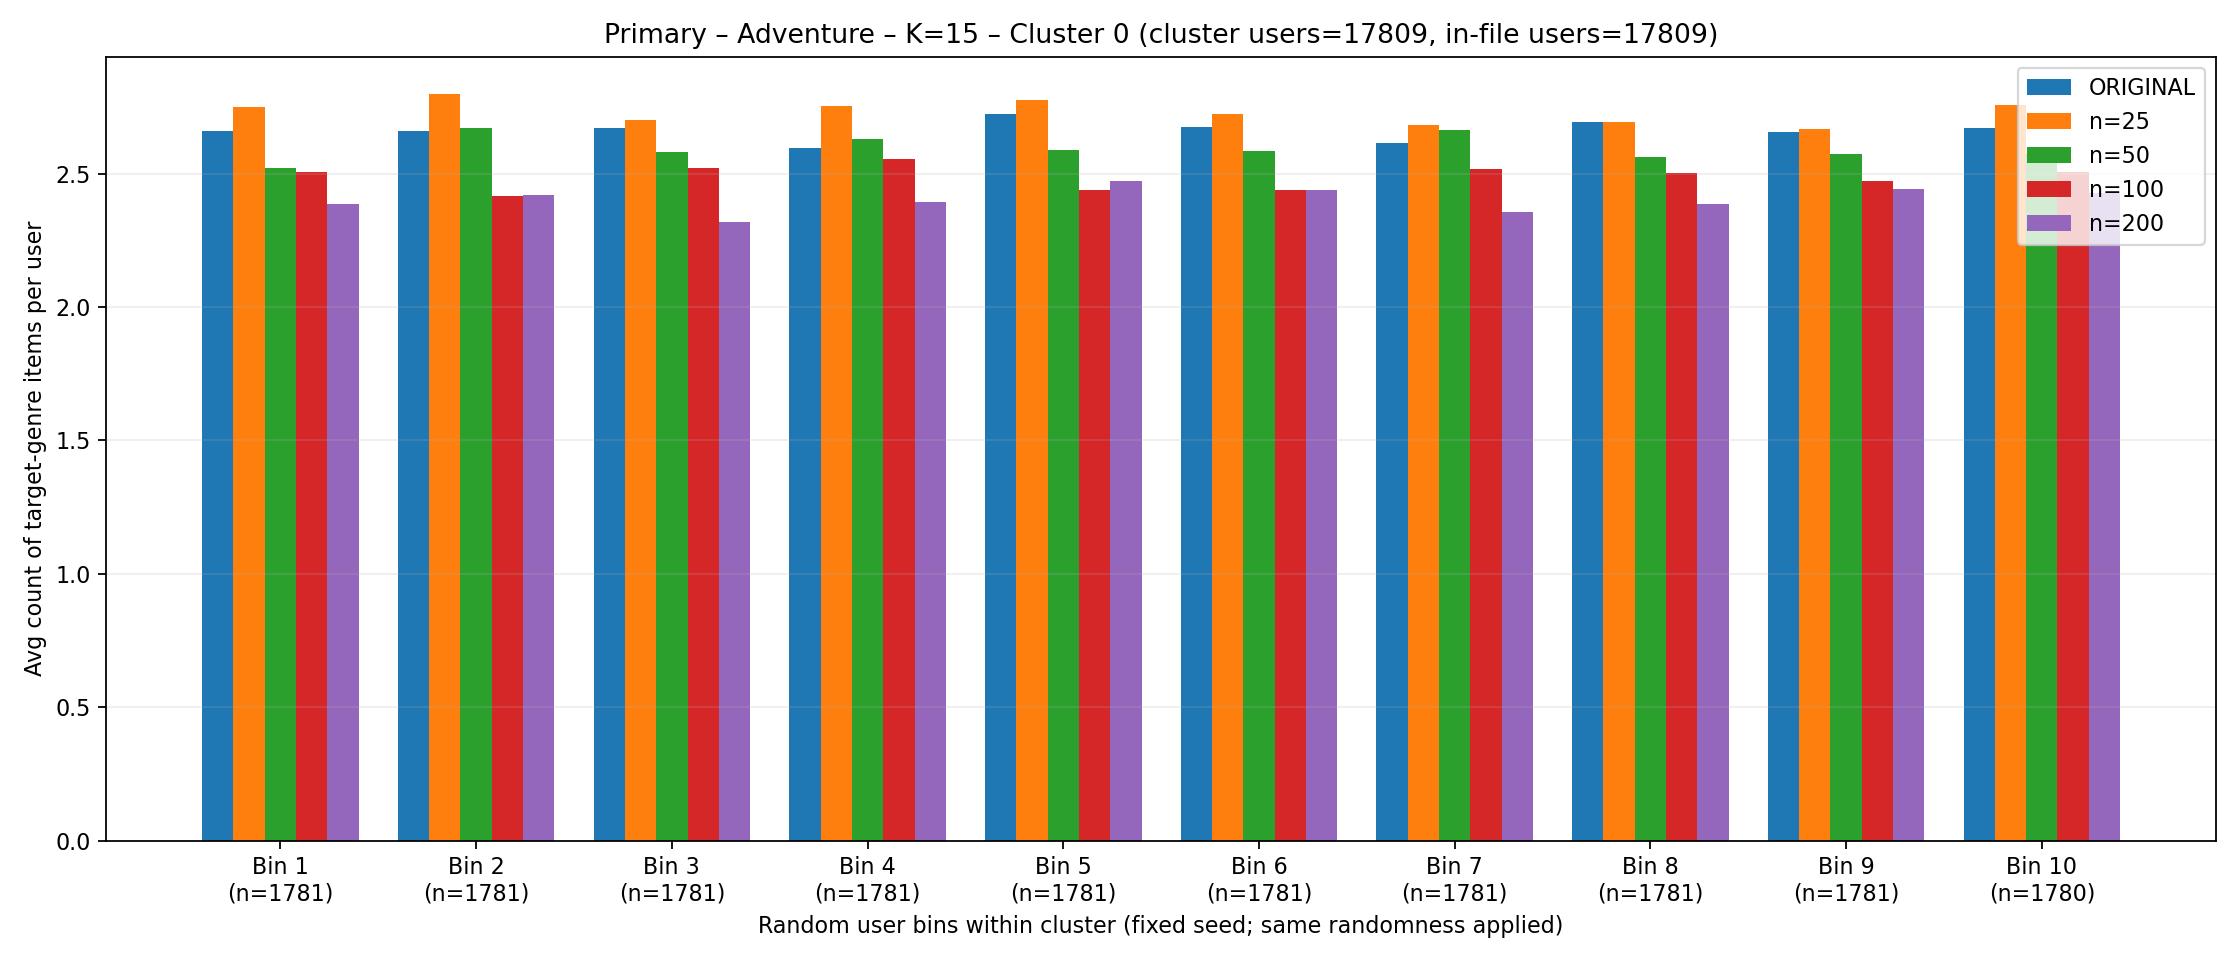 Primary – Adventure – K=15 – Cluster 0 (cluster users=17809, in-file users=17809)
ORIGINAL
n=25
n=50
n=100
n=200
Avg count of target-genre items per user
2.5
2.0
1.5
1.0
0.5
0.0
Bin 1
(n=1781)
Bin 2
(n=1781)
Bin 3
(n=1781)
Bin 4
(n=1781)
Bin 5
(n=1781)
Bin 6
(n=1781)
Bin 7
(n=1781)
Bin 8
(n=1781)
Bin 9
(n=1781)
Bin 10
(n=1780)
Random user bins within cluster (fixed seed; same randomness applied)